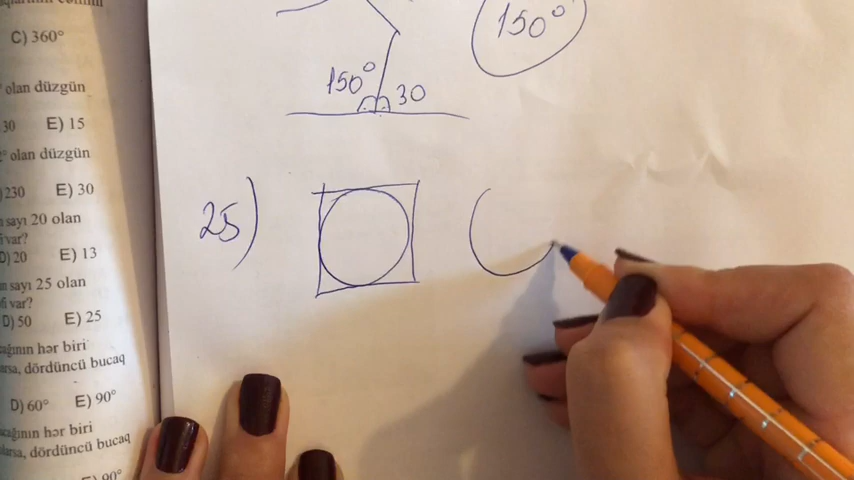 C) 360°
olan düzgün
30 E) 15
olan düzgün
230 E) 30
sayı 20 olan
var?
D) 20 E) 13
sayı 25 olan
var?
D) 50 E) 25
hər biri
dördüncü bucaq
D) 60° E) 90°
hər biri
dördüncü bucaq
150°
150° 30
25)